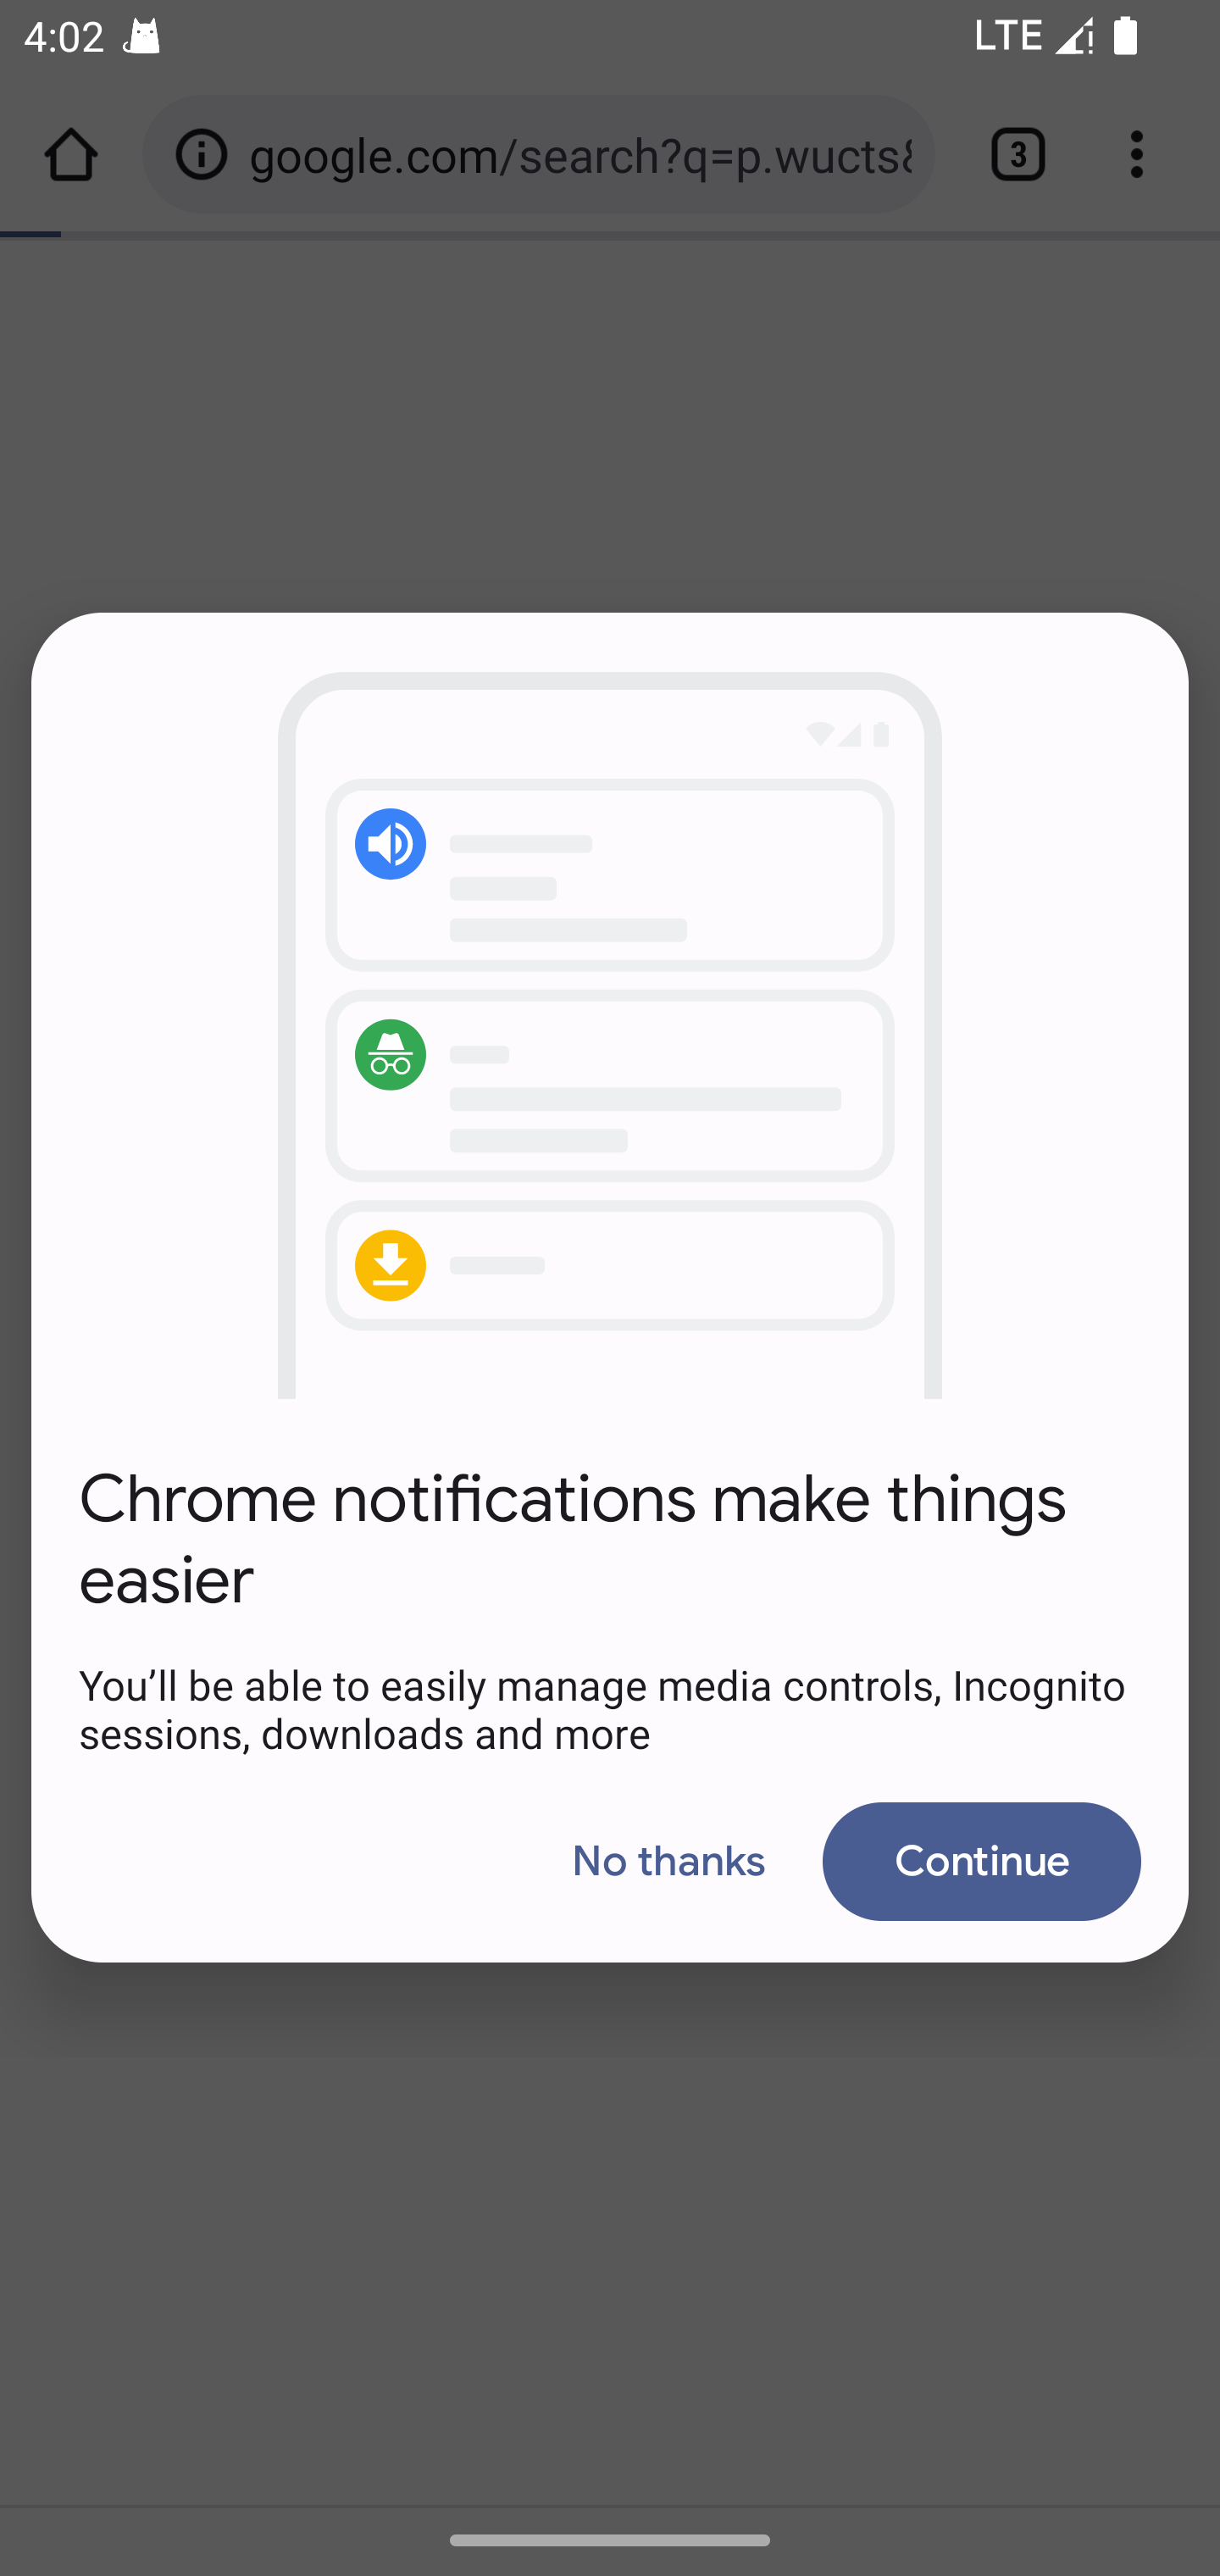 4:02 LTE
google.com/search?q=p.wucts
3
Chrome notifications make things
easier
You’ll be able to easily manage media controls, Incognito
sessions, downloads and more
No thanks Continue